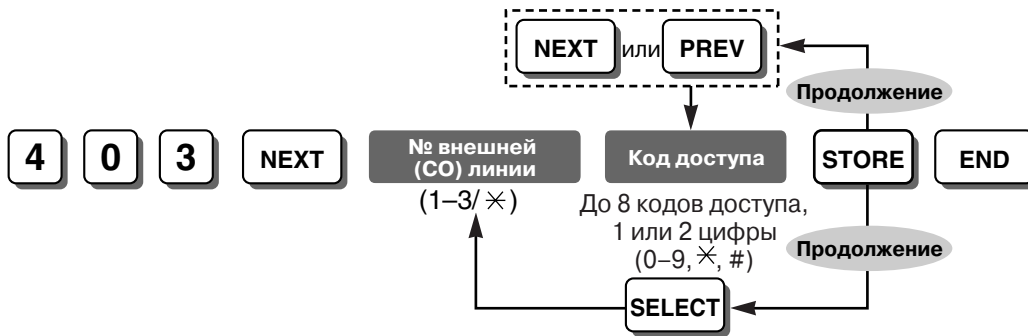 NEXT или PREV
Продолжение
4 0 3 NEXT
№ внешней
(CO) линии
(1–3/ ✳)
Код доступа
До 8 кодов доступа,
1 или 2 цифры
(0–9, ✳, #)
STORE
END
Продолжение
SELECT